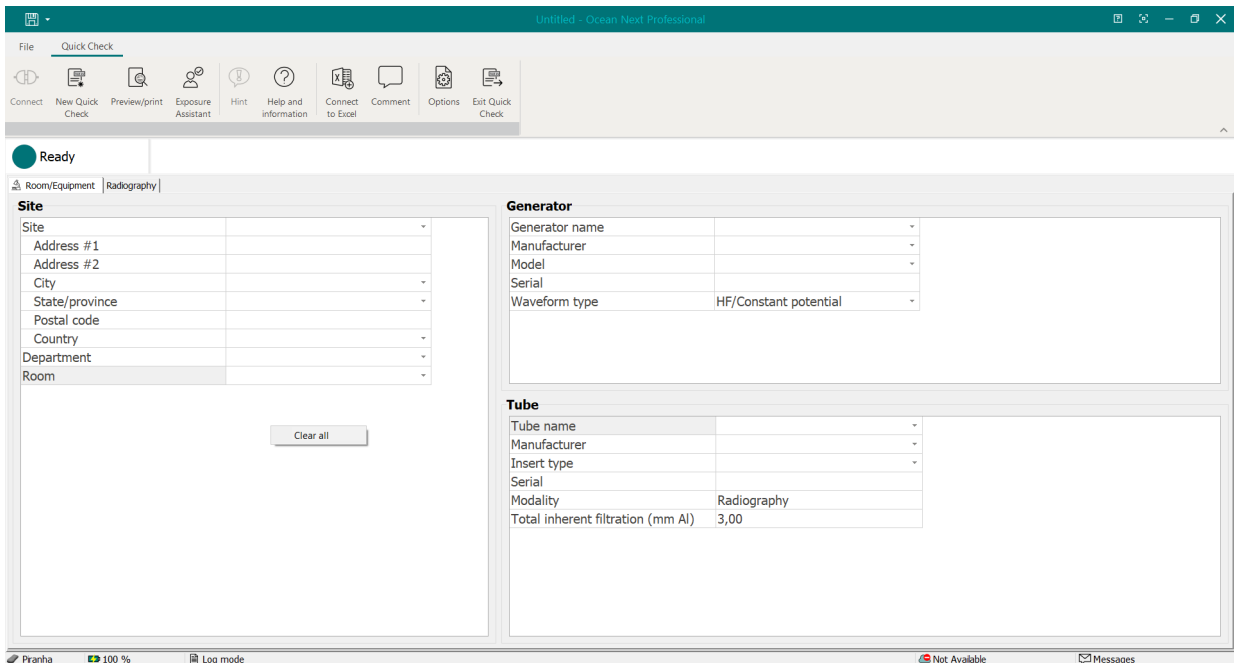 Untitled - Ocean Next Professional
File Quick Check
Connect New Quick Check Preview/print Exposure Assistant Hint Help and information Connect to Excel Comment Options Exit Quick Check
Ready
Room/Equipment Radiography
Site
Site
Address #1
Address #2
City
State/province
Postal code
Country
Department
Room
Clear all
Generator
Generator name
Manufacturer
Model
Serial
Waveform type HF/Constant potential
Tube
Tube name
Manufacturer
Insert type
Serial
Modality Radiography
Total inherent filtration (mm Al) 3,00
Piranha 100 % Log mode Not Available Messages